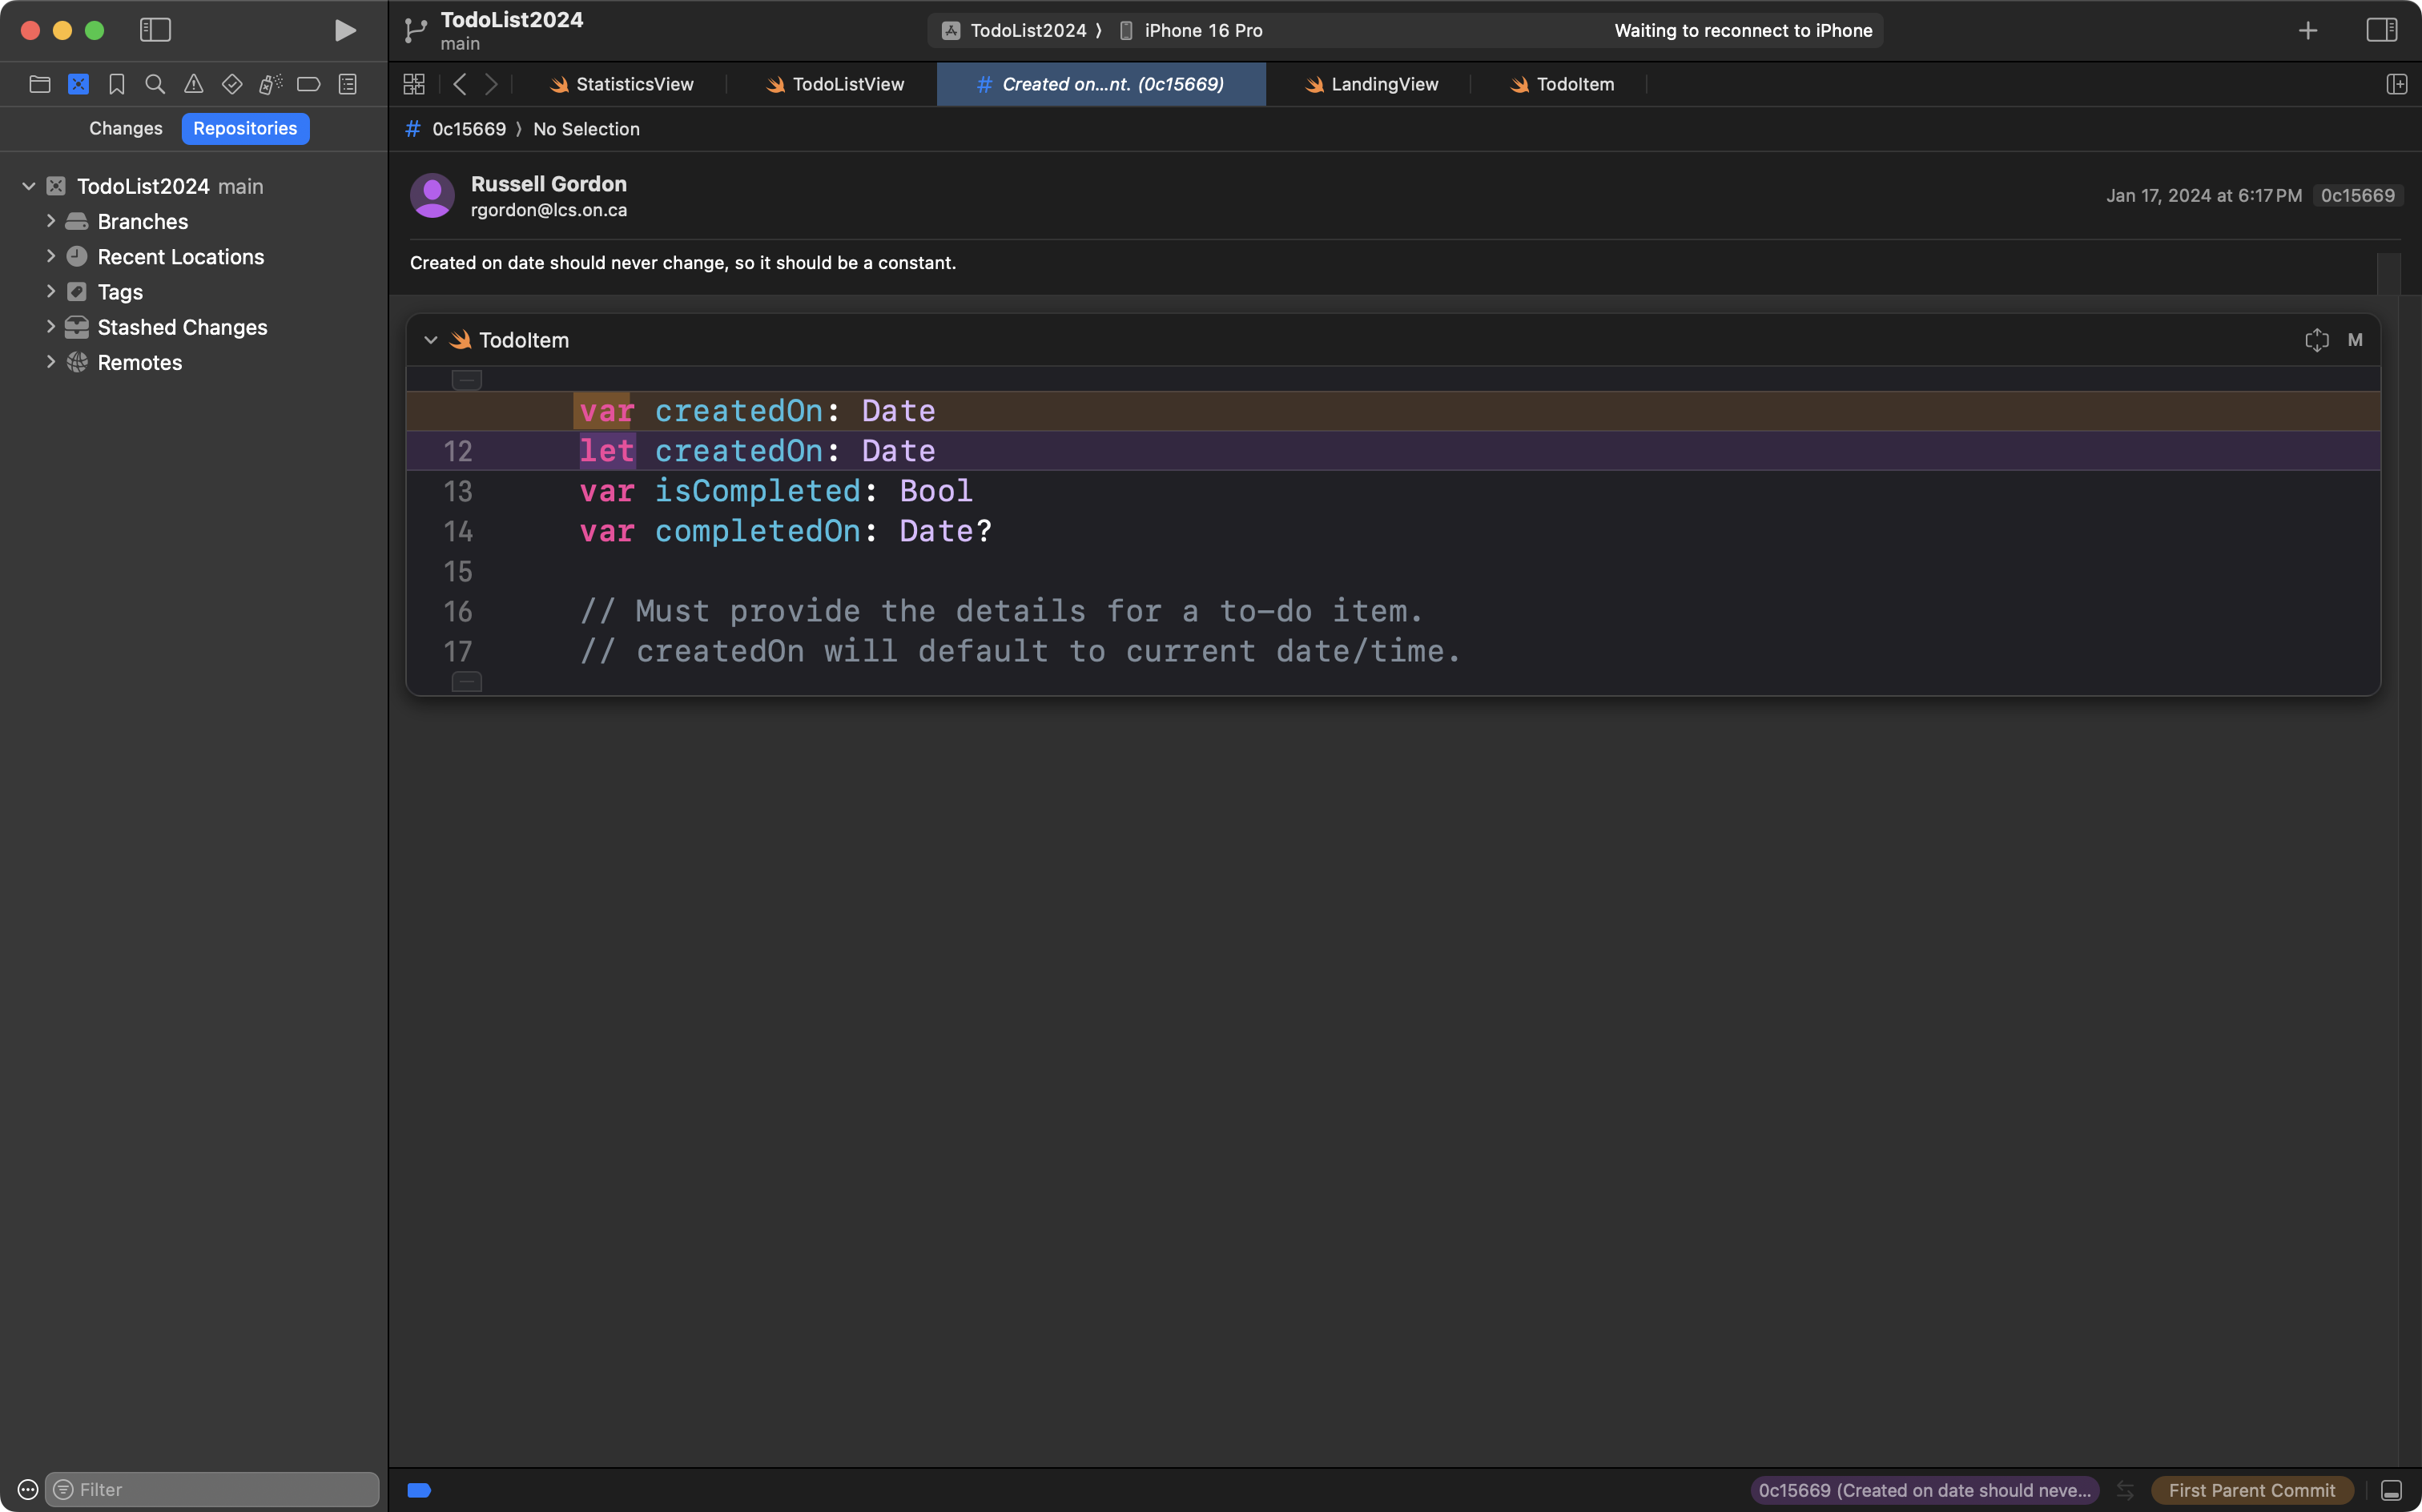 TodoList2024
main
TodoList2024 ⟩ iPhone 16 Pro
Waiting to reconnect to iPhone
StatisticsView
TodoListView
# Created on…nt. (0c15669)
LandingView
TodoItem
Changes
Repositories
# 0c15669 ⟩ No Selection
TodoList2024 main
Branches
Recent Locations
Tags
Stashed Changes
Remotes
Russell Gordon
rgordon@lcs.on.ca
Jan 17, 2024 at 6:17 PM 0c15669
Created on date should never change, so it should be a constant.
TodoItem
M
var createdOn: Date
12 let createdOn: Date
13 var isCompleted: Bool
14 var completedOn: Date?
15
16 // Must provide the details for a to-do item.
17 // createdOn will default to current date/time.
Filter
0c15669 (Created on date should neve…
First Parent Commit